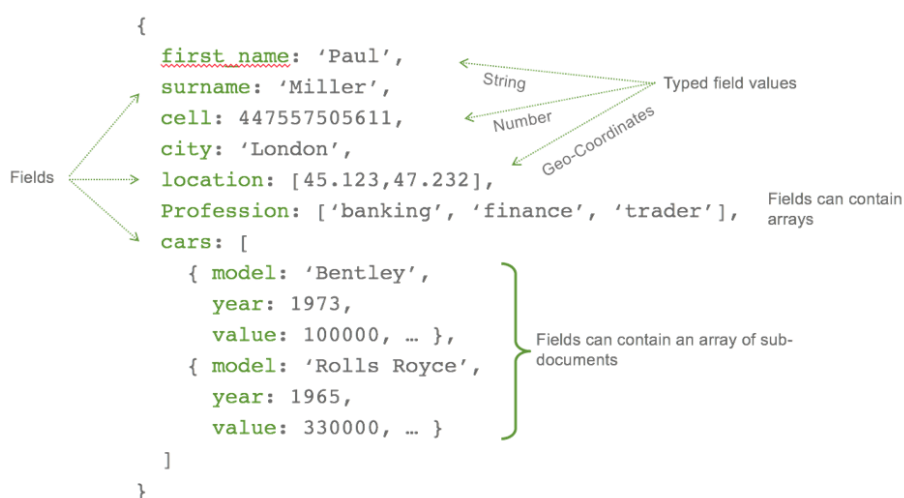 {
first_name: ‘Paul’,
surname: ‘Miller’,
cell: 447557505611,
city: ‘London’,
location: [45.123,47.232],
Profession: [‘banking’, ‘finance’, ‘trader’],
cars: [
{ model: ‘Bentley’,
year: 1973,
value: 100000, … },
{ model: ‘Rolls Royce’,
year: 1965,
value: 330000, … }
]
}
Fields
String
Number
Geo-Coordinates
Typed field values
Fields can contain
arrays
Fields can contain an array of sub-
documents